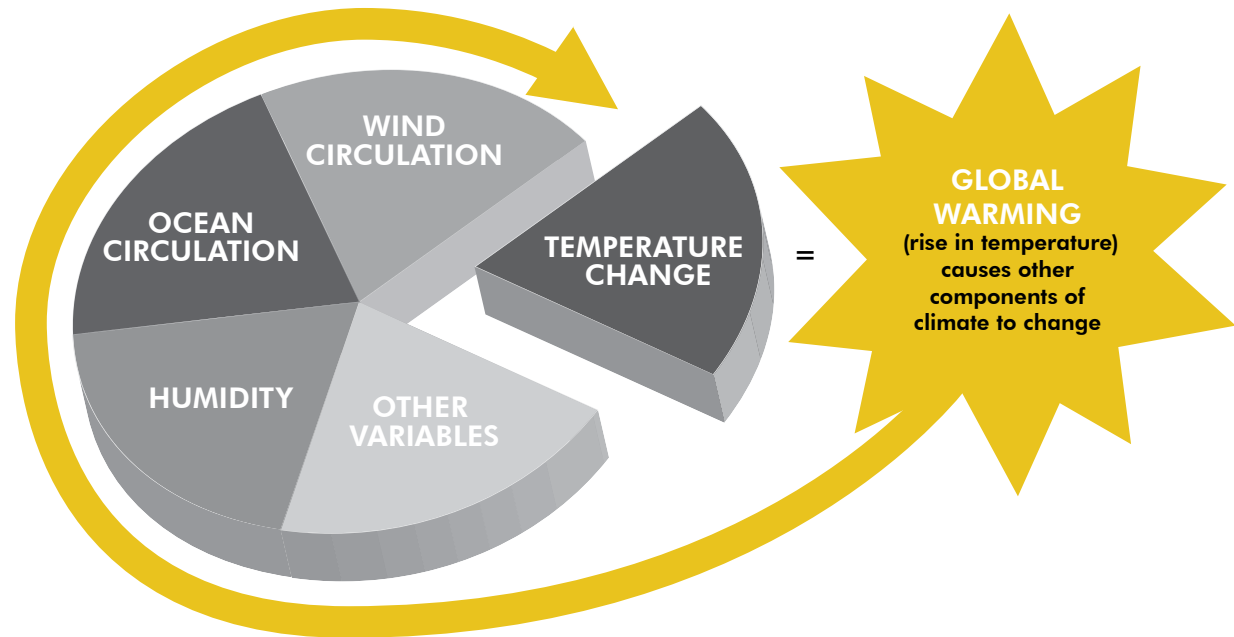 WIND
CIRCULATION
OCEAN
CIRCULATION
TEMPERATURE
CHANGE
HUMIDITY
OTHER
VARIABLES
=
GLOBAL
WARMING
(rise in temperature)
causes other
components of
climate to change